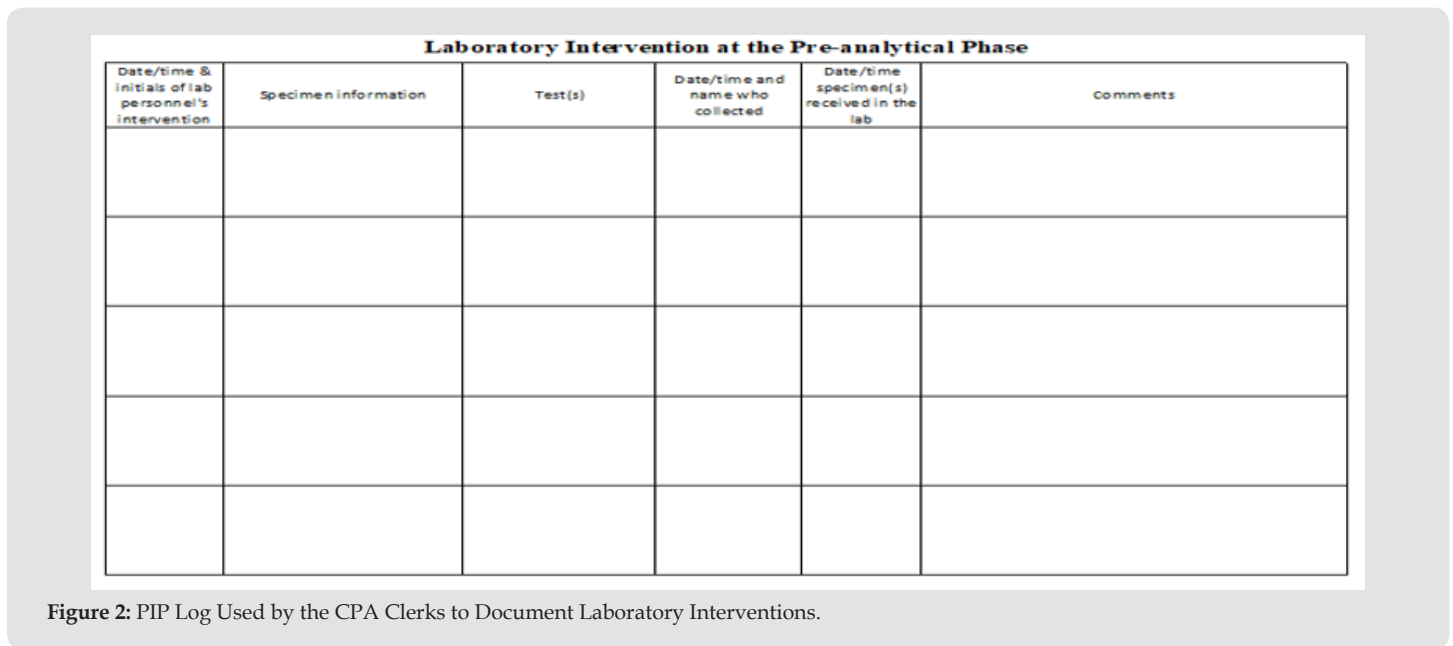 Laboratory Intervention at the Pre-analytical Phase
Date/time &
initials of lab
personnel's
intervention
Specimen information
Test(s)
Date/time and
name who
collected
Date/time
specimen(s)
received in the
lab
Comments
Figure 2: PIP Log Used by the CPA Clerks to Document Laboratory Interventions.